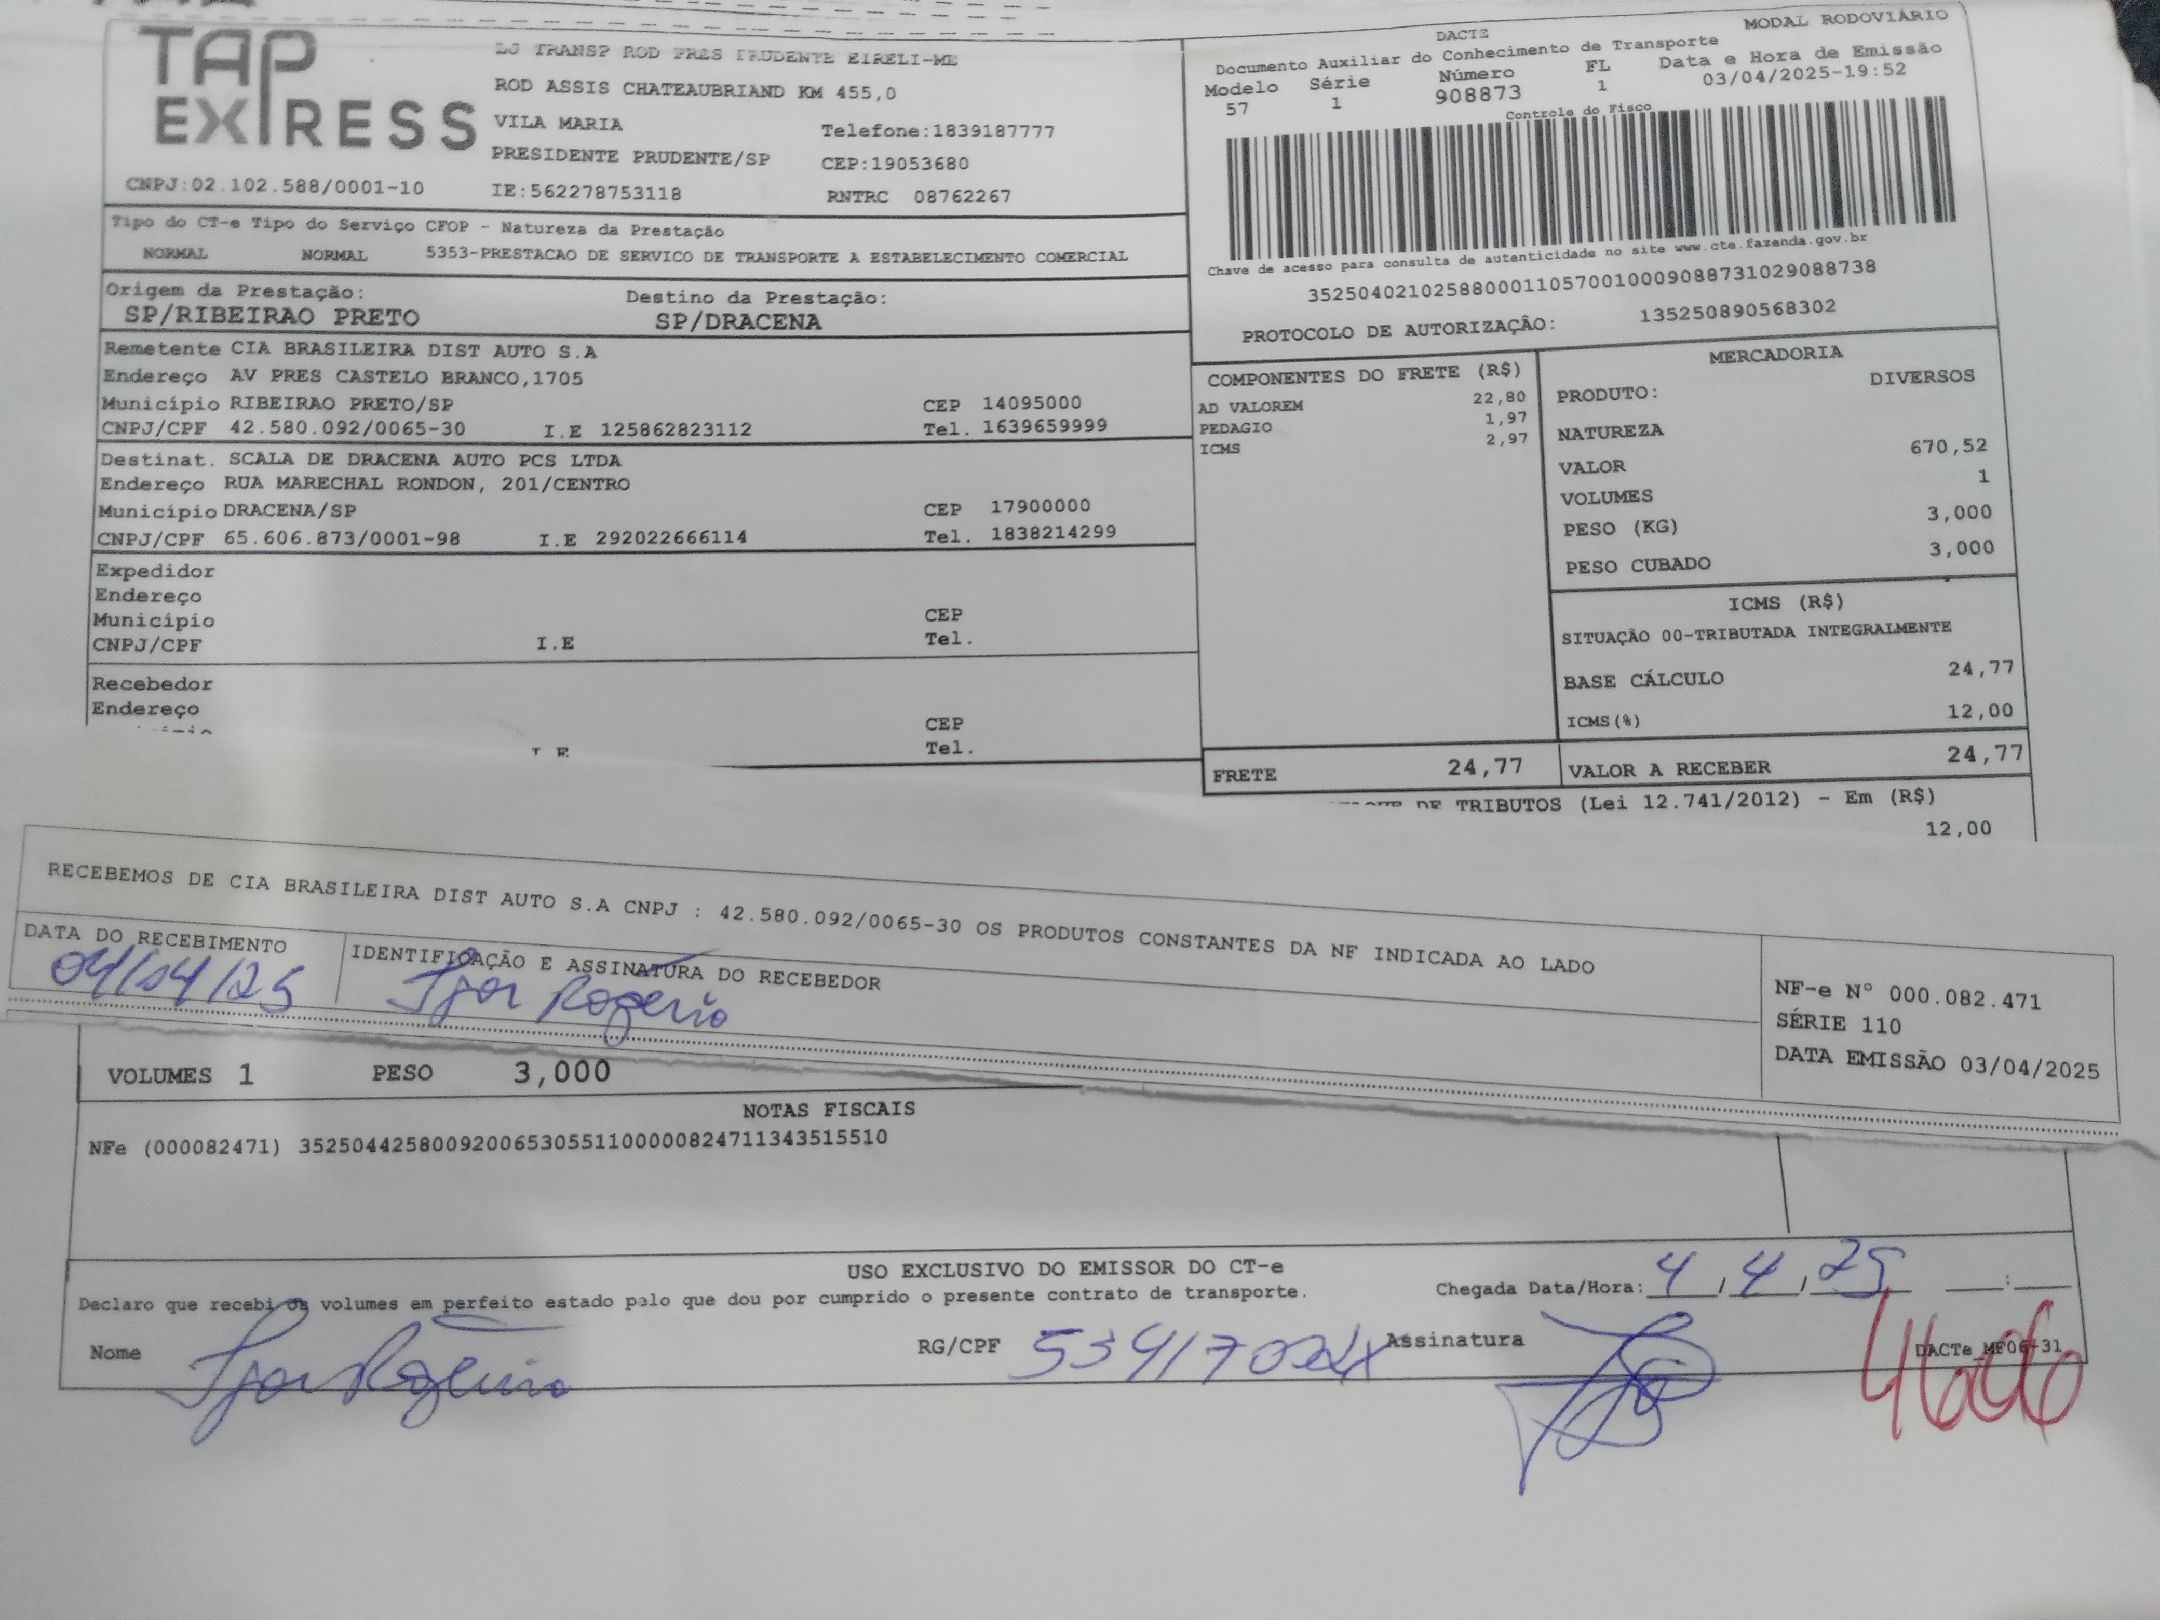 TAP
EXPRESS
LJ TRANSP ROD PRES PRUDENTE EIRELI-ME
ROD ASSIS CHATEAUBRIAND KM 455,0
VILA MARIA Telefone:1839187777
PRESIDENTE PRUDENTE/SP CEP:19053680
CNPJ:02.102.588/0001-10 IE:562278753118 RNTRC 08762267
Tipo do CT-e Tipo do Serviço CFOP - Natureza da Prestação
NORMAL NORMAL 5353-PRESTACAO DE SERVICO DE TRANSPORTE A ESTABELECIMENTO COMERCIAL
Origem da Prestação: Destino da Prestação:
SP/RIBEIRAO PRETO SP/DRACENA
Remetente CIA BRASILEIRA DIST AUTO S.A
Endereço AV PRES CASTELO BRANCO,1705
Município RIBEIRAO PRETO/SP CEP 14095000
CNPJ/CPF 42.580.092/0065-30 I.E 125862823112 Tel. 1639659999
Destinat. SCALA DE DRACENA AUTO PCS LTDA
Endereço RUA MARECHAL RONDON, 201/CENTRO
Município DRACENA/SP CEP 17900000
CNPJ/CPF 65.606.873/0001-98 I.E 292022666114 Tel. 1838214299
Expedidor
Endereço
Município CEP
CNPJ/CPF I.E Tel.
Recebedor
Endereço
CEP
I.E Tel.
DACTE MODAL RODOVIÁRIO
Documento Auxiliar do Conhecimento de Transporte
Modelo Série Número FL Data e Hora de Emissão
57 1 908873 1 03/04/2025-19:52
Controle do Fisco
Chave de acesso para consulta de autenticidade no site www.cte.fazenda.gov.br
35250402102588000110570010009088731029088738
PROTOCOLO DE AUTORIZAÇÃO: 135250890568302
COMPONENTES DO FRETE (R$)
AD VALOREM 22,80
PEDAGIO 1,97
ICMS 2,97
MERCADORIA
PRODUTO: DIVERSOS
NATUREZA
VALOR 670,52
VOLUMES 1
PESO (KG) 3,000
PESO CUBADO 3,000
ICMS (R$)
SITUAÇÃO 00-TRIBUTADA INTEGRALMENTE
BASE CÁLCULO 24,77
ICMS(%) 12,00
FRETE 24,77 VALOR A RECEBER 24,77
DE TRIBUTOS (Lei 12.741/2012) - Em (R$)
12,00
RECEBEMOS DE CIA BRASILEIRA DIST AUTO S.A CNPJ : 42.580.092/0065-30 OS PRODUTOS CONSTANTES DA NF INDICADA AO LADO
DATA DO RECEBIMENTO IDENTIFICAÇÃO E ASSINATURA DO RECEBEDOR
04/04/25 Igor Rogerio
NF-e N° 000.082.471
SÉRIE 110
DATA EMISSÃO 03/04/2025
VOLUMES 1 PESO 3,000
NOTAS FISCAIS
NFe (000082471) 35250442580092006530551100000824711343515510
USO EXCLUSIVO DO EMISSOR DO CT-e
Declaro que recebi os volumes em perfeito estado pelo que dou por cumprido o presente contrato de transporte.
Chegada Data/Hora: 4 / 4 / 25 :
Nome Igor Rogerio RG/CPF Assinatura
DACTe_MF06-31